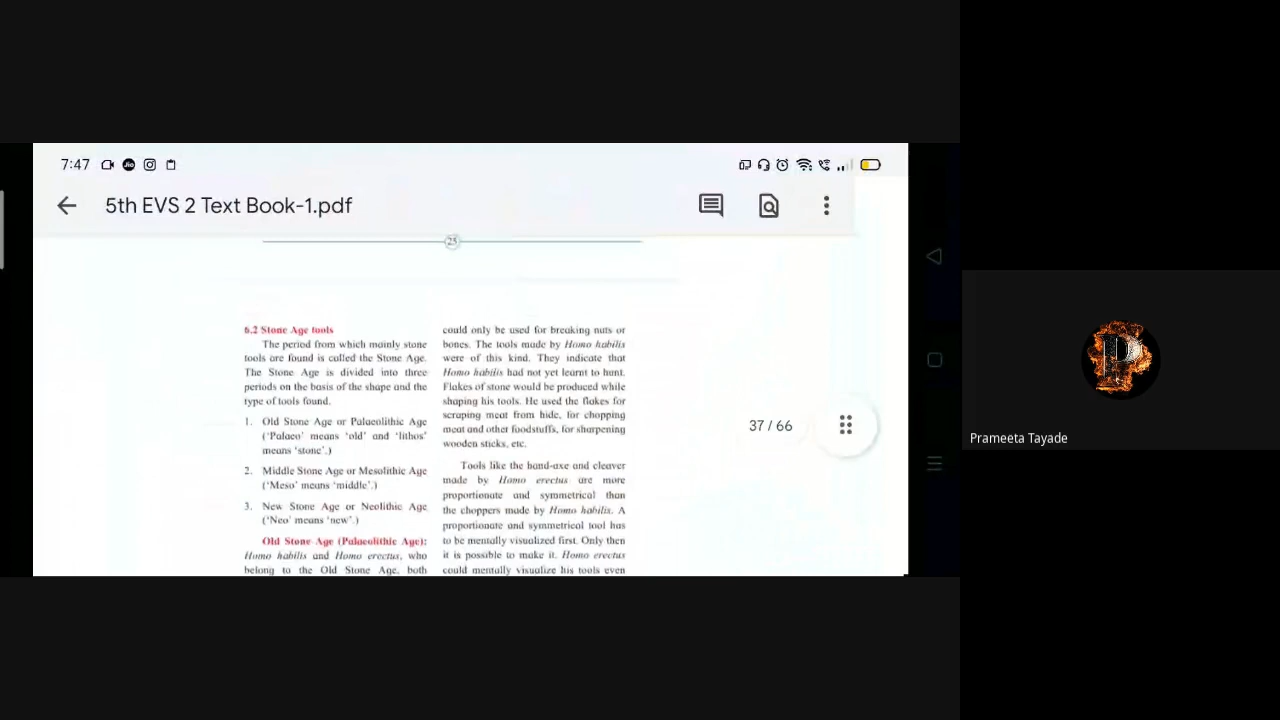 7:47
5th EVS 2 Text Book-1.pdf
25
6.2 Stone Age tools
The period from which mainly stone
tools are found is called the Stone Age.
The Stone Age is divided into three
periods on the basis of the shape and the
type of tools found.
1. Old Stone Age or Palaeolithic Age
('Palaeo' means 'old' and 'lithos'
means 'stone'.)
2. Middle Stone Age or Mesolithic Age
('Meso' means 'middle'.)
3. New Stone Age or Neolithic Age
('Neo' means 'new'.)
Old Stone Age (Palaeolithic Age):
Homo habilis and Homo erectus, who
belong to the Old Stone Age, both
could only be used for breaking nuts or
bones. The tools made by Homo habilis
were of this kind. They indicate that
Homo habilis had not yet learnt to hunt.
Flakes of stone would be produced while
shaping his tools. He used the flakes for
scraping meat from hide, for chopping
meat and other foodstuffs, for sharpening
wooden sticks, etc.
Tools like the hand-axe and cleaver
made by Homo erectus are more
proportionate and symmetrical than
the choppers made by Homo habilis. A
proportionate and symmetrical tool has
to be mentally visualized first. Only then
it is possible to make it. Homo erectus
could mentally visualize his tools even
37 / 66
P
Prameeta Tayade